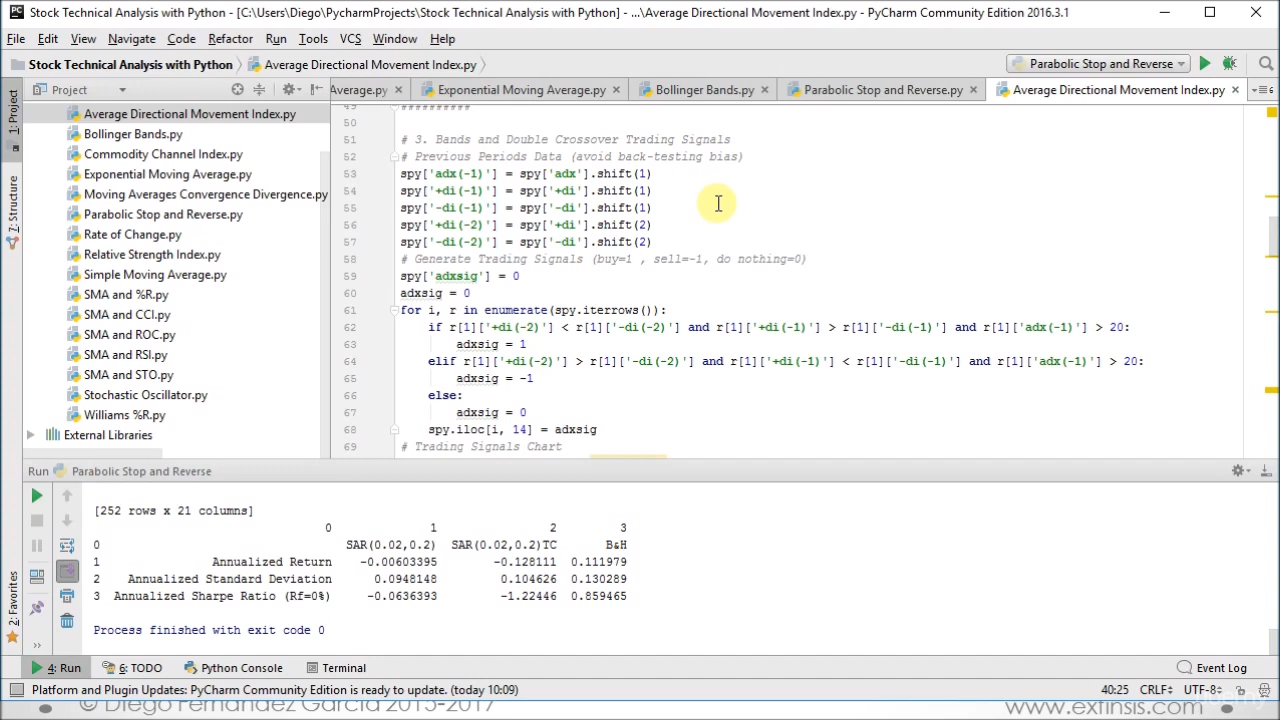 Stock Technical Analysis with Python - [C:\Users\Diego\PycharmProjects\Stock Technical Analysis with Python] - ...\Average Directional Movement Index.py - PyCharm Community Edition 2016.3.1
File Edit View Navigate Code Refactor Run Tools VCS Window Help
Stock Technical Analysis with Python Average Directional Movement Index.py Parabolic Stop and Reverse
Project Average.py Exponential Moving Average.py Bollinger Bands.py Parabolic Stop and Reverse.py Average Directional Movement Index.py
1: Project
7: Structure
2: Favorites
Average Directional Movement Index.py
Bollinger Bands.py
Commodity Channel Index.py
Exponential Moving Average.py
Moving Averages Convergence Divergence.py
Parabolic Stop and Reverse.py
Rate of Change.py
Relative Strength Index.py
Simple Moving Average.py
SMA and %R.py
SMA and CCI.py
SMA and ROC.py
SMA and RSI.py
SMA and STO.py
Stochastic Oscillator.py
Williams %R.py
External Libraries
49 ##########
50
51 # 3. Bands and Double Crossover Trading Signals
52 # Previous Periods Data (avoid back-testing bias)
53 spy['adx(-1)'] = spy['adx'].shift(1)
54 spy['+di(-1)'] = spy['+di'].shift(1)
55 spy['-di(-1)'] = spy['-di'].shift(1)
56 spy['+di(-2)'] = spy['+di'].shift(2)
57 spy['-di(-2)'] = spy['-di'].shift(2)
58 # Generate Trading Signals (buy=1 , sell=-1, do nothing=0)
59 spy['adxsig'] = 0
60 adxsig = 0
61 for i, r in enumerate(spy.iterrows()):
62 if r[1]['+di(-2)'] < r[1]['-di(-2)'] and r[1]['+di(-1)'] > r[1]['-di(-1)'] and r[1]['adx(-1)'] > 20:
63 adxsig = 1
64 elif r[1]['+di(-2)'] > r[1]['-di(-2)'] and r[1]['+di(-1)'] < r[1]['-di(-1)'] and r[1]['adx(-1)'] > 20:
65 adxsig = -1
66 else:
67 adxsig = 0
68 spy.iloc[i, 14] = adxsig
69 # Trading Signals Chart
Run Parabolic Stop and Reverse
[252 rows x 21 columns]
0 1 2 3
0 SAR(0.02,0.2) SAR(0.02,0.2)TC B&H
1 Annualized Return -0.00603395 -0.128111 0.111979
2 Annualized Standard Deviation 0.0948148 0.104626 0.130289
3 Annualized Sharpe Ratio (Rf=0%) -0.0636393 -1.22446 0.859465
Process finished with exit code 0
4: Run 6: TODO Python Console Terminal Event Log
Platform and Plugin Updates: PyCharm Community Edition is ready to update. (today 10:09) 40:25 CRLF UTF-8
© Diego Fernandez Garcia 2015-2017 www.extinsis.com